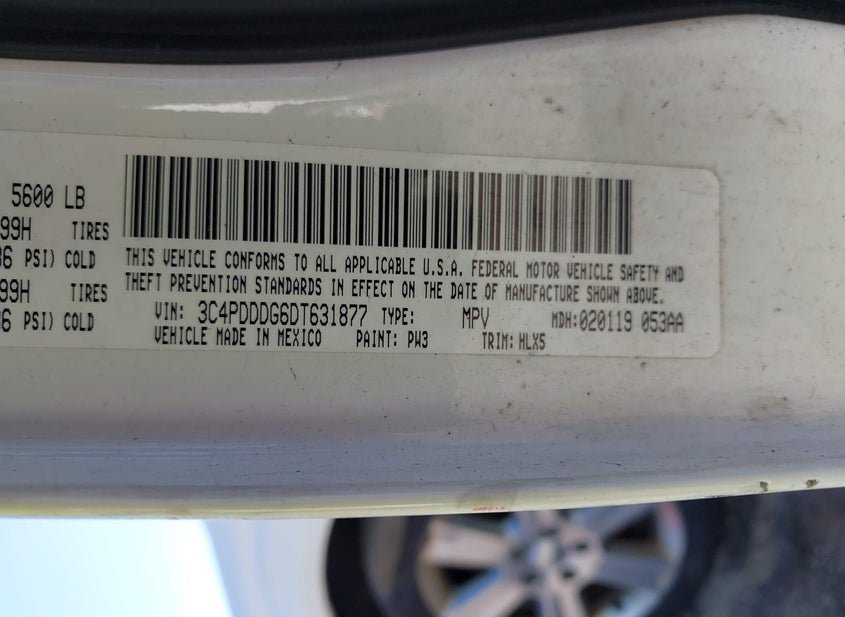 5600 LB
99H TIRES
36 PSI) COLD
99H TIRES
36 PSI) COLD
THIS VEHICLE CONFORMS TO ALL APPLICABLE U.S.A. FEDERAL MOTOR VEHICLE SAFETY AND
THEFT PREVENTION STANDARDS IN EFFECT ON THE DATE OF MANUFACTURE SHOWN ABOVE.
VIN: 3C4PDDDG6DT631877 TYPE: MPV MDH:020119 053AA
VEHICLE MADE IN MEXICO PAINT: PW3 TRIM: HLX5